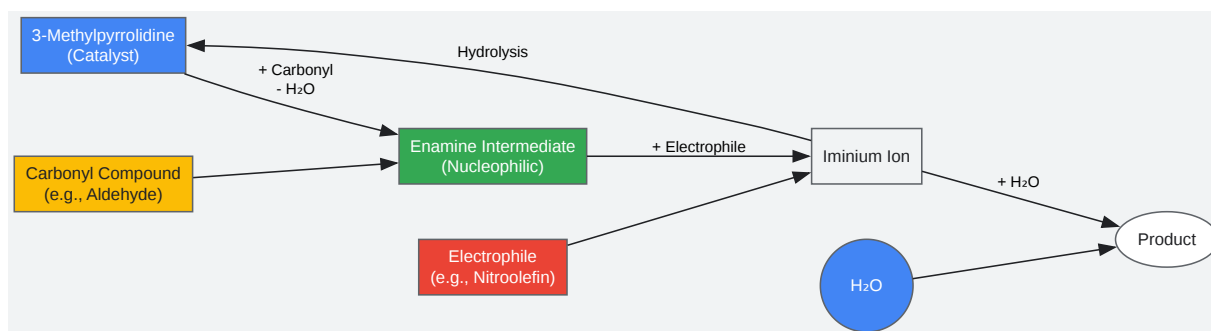 3-Methylpyrrolidine
(Catalyst)
Hydrolysis
+ Carbonyl
- H₂O
Enamine Intermediate
(Nucleophilic)
+ Electrophile
Iminium Ion
Carbonyl Compound
(e.g., Aldehyde)
+ H₂O
Electrophile
(e.g., Nitroolefin)
Product
H₂O